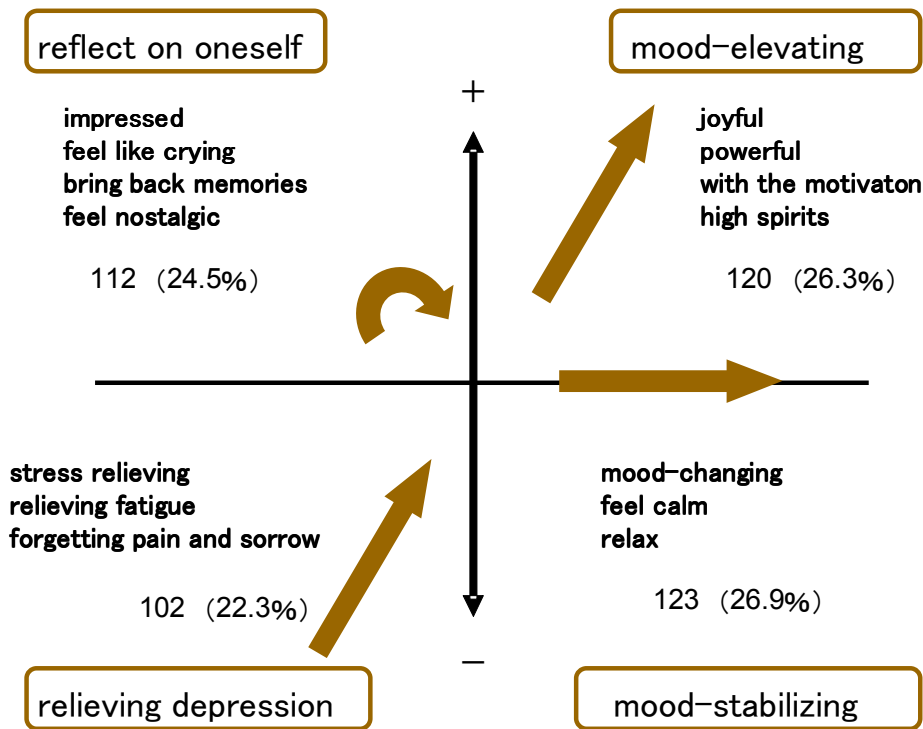 reflect on oneself
impressed
feel like crying
bring back memories
feel nostalgic
112 (24.5%)
+
mood-elevating
joyful
powerful
with the motivaton
high spirits
120 (26.3%)
stress relieving
relieving fatigue
forgetting pain and sorrow
102 (22.3%)
relieving depression
−
mood-changing
feel calm
relax
123 (26.9%)
mood-stabilizing